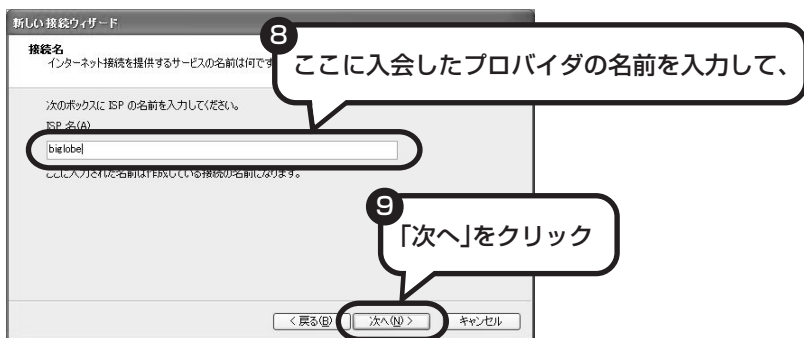 新しい接続ウィザード
接続名
インターネット接続を提供するサービスの名前は何です
8
ここに入会したプロバイダの名前を入力して、
次のボックスに ISP の名前を入力してください。
ISP 名(A)
biglobe
ここに入力された名前は作成している接続の名前になります。
9
「次へ」をクリック
< 戻る(B)
次へ(N) >
キャンセル